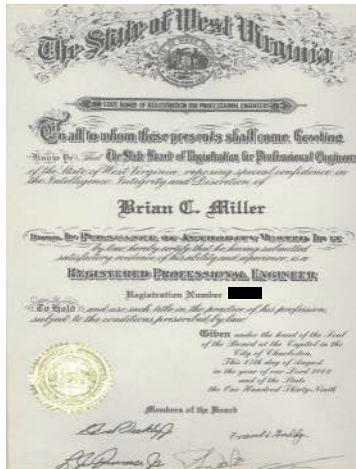 The State of West Virginia
STATE BOARD OF REGISTRATION FOR PROFESSIONAL ENGINEERS
To all to whom these presents shall come, Greeting
Know Ye That The State Board of Registration for Professional Engineers
of the State of West Virginia, reposing special confidence in
the Intelligence, Integrity and Discretion of
Brian C. Miller
Does, In Pursuance of Authority Vested In It
by law hereby certify that he having submitted
satisfactory evidence of his ability and experience, is a
REGISTERED PROFESSIONAL ENGINEER
Registration Number
To Hold and use such title in the practice of his profession,
subject to the conditions prescribed by law
Given under the hand of the Seal
of the Board at the Capitol in the
City of Charleston,
This 17th day of August
in the year of our Lord 2002
and of the State
the One Hundred Thirty-Ninth
Members of the Board